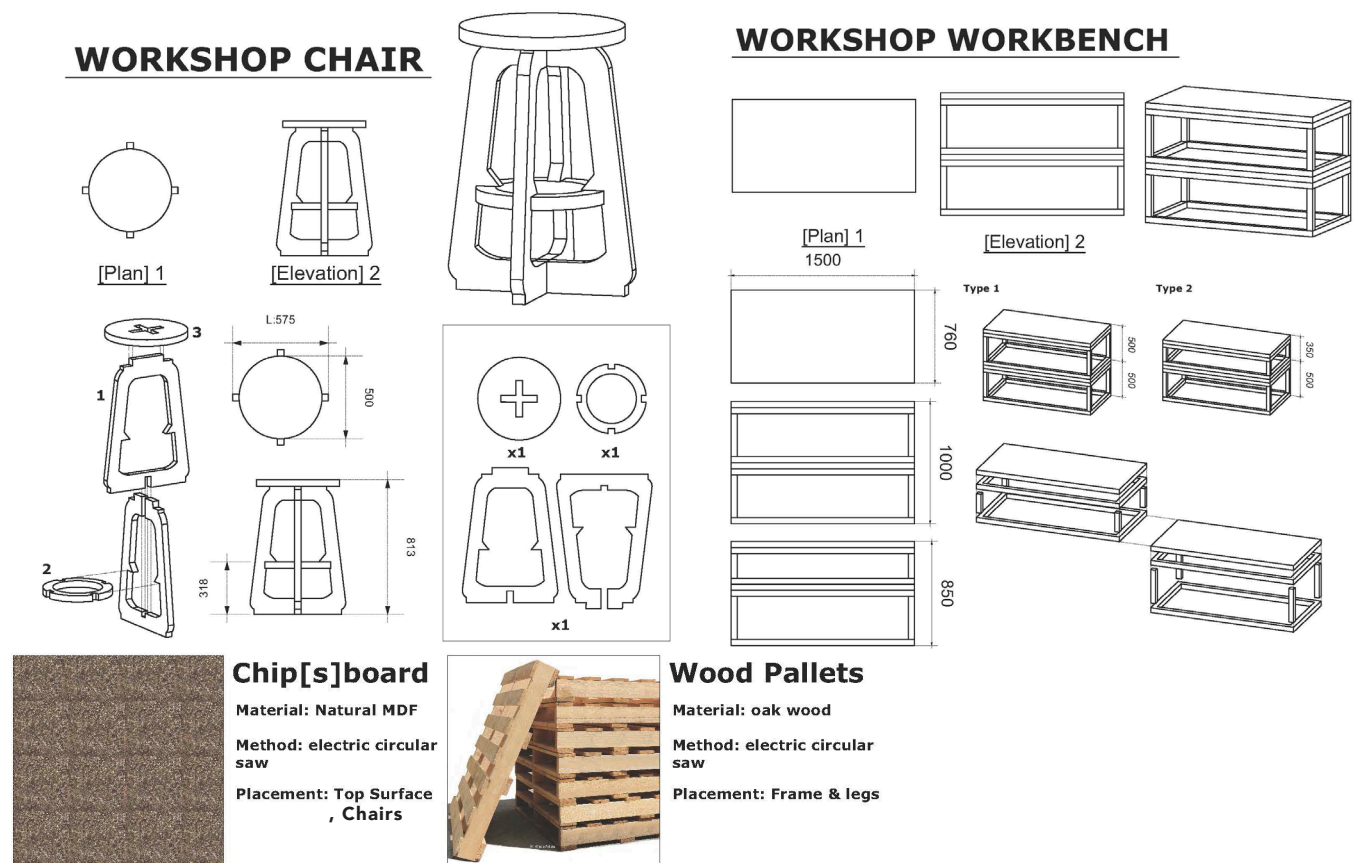 WORKSHOP CHAIR
[Plan] 1
[Elevation] 2
3
1
2
L:575
500
318
813
x1
x1
x1
WORKSHOP WORKBENCH
[Plan] 1
[Elevation] 2
1500
760
1000
850
Type 1
500
500
Type 2
350
500
Chip[s]board
Material: Natural MDF
Method: electric circular
saw
Placement: Top Surface
, Chairs
Wood Pallets
Material: oak wood
Method: electric circular
saw
Placement: Frame & legs